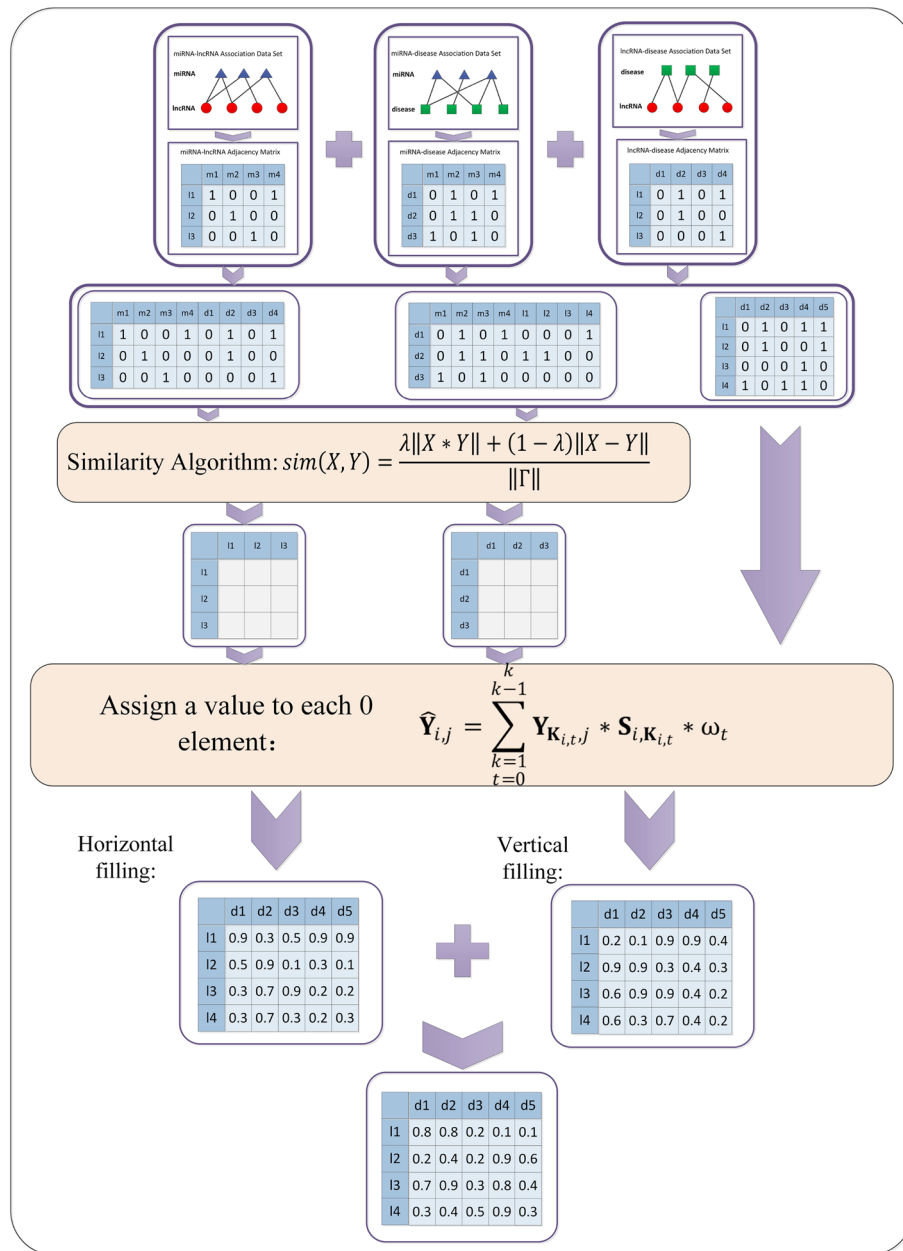 miRNA-lncRNA Association Data Set
miRNA
lncRNA
miRNA-lncRNA Adjacency Matrix
m1 m2 m3 m4
l1 1 0 0 1
l2 0 1 0 0
l3 0 0 1 0
miRNA-disease Association Data Set
miRNA
disease
miRNA-disease Adjacency Matrix
m1 m2 m3 m4
d1 0 1 0 1
d2 0 1 1 0
d3 1 0 1 0
lncRNA-disease Association Data Set
disease
lncRNA
lncRNA-disease Adjacency Matrix
d1 d2 d3 d4
l1 0 1 0 1
l2 0 1 0 0
l3 0 0 0 1
m1 m2 m3 m4 d1 d2 d3 d4
l1 1 0 0 1 0 1 0 1
l2 0 1 0 0 0 1 0 0
l3 0 0 1 0 0 0 0 1
m1 m2 m3 m4 l1 l2 l3 l4
d1 0 1 0 1 0 0 0 1
d2 0 1 1 0 1 1 0 0
d3 1 0 1 0 0 0 0 0
d1 d2 d3 d4 d5
l1 0 1 0 1 1
l2 0 1 0 0 1
l3 0 0 0 1 0
l4 1 0 1 1 0
Similarity Algorithm: sim(X, Y) = λ‖X * Y‖ + (1 − λ)‖X − Y‖ / ‖Γ‖
l1 l2 l3
l1
l2
l3
d1 d2 d3
d1
d2
d3
Assign a value to each 0
element:
k
k−1
Ŷ_{i,j} = ∑ Y_{K_{i,t},j} * S_{i,K_{i,t}} * ω_t
k=1
t=0
Horizontal
filling:
d1 d2 d3 d4 d5
l1 0.9 0.3 0.5 0.9 0.9
l2 0.5 0.9 0.1 0.3 0.1
l3 0.3 0.7 0.9 0.2 0.2
l4 0.3 0.7 0.3 0.2 0.3
Vertical
filling:
d1 d2 d3 d4 d5
l1 0.2 0.1 0.9 0.9 0.4
l2 0.9 0.9 0.3 0.4 0.3
l3 0.6 0.9 0.9 0.4 0.2
l4 0.6 0.3 0.7 0.4 0.2
d1 d2 d3 d4 d5
l1 0.8 0.8 0.2 0.1 0.1
l2 0.2 0.4 0.2 0.9 0.6
l3 0.7 0.9 0.3 0.8 0.4
l4 0.3 0.4 0.5 0.9 0.3